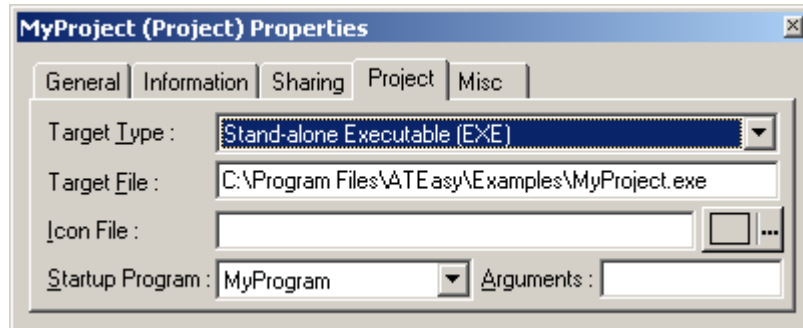 MyProject (Project) Properties
General Information Sharing Project Misc
Target Type : Stand-alone Executable (EXE)
Target File : C:\Program Files\ATEasy\Examples\MyProject.exe
Icon File : ...
Startup Program : MyProgram Arguments :